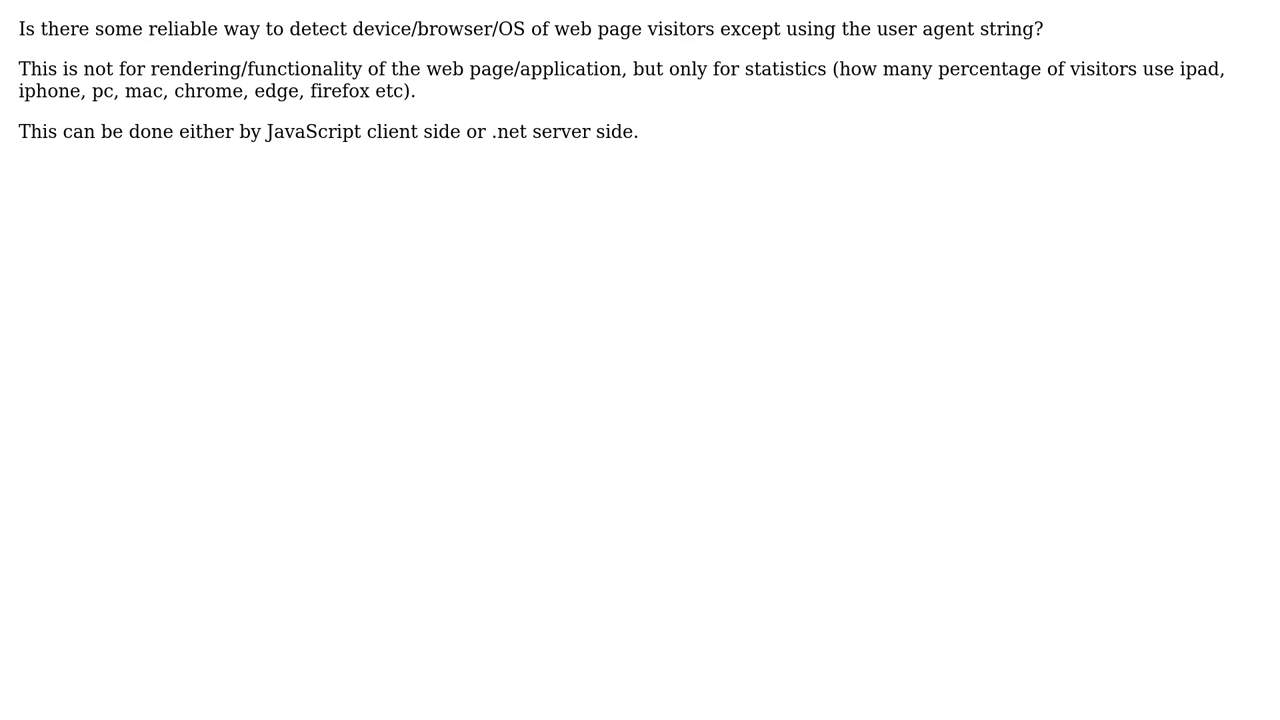 Is there some reliable way to detect device/browser/OS of web page visitors except using the user agent string?
This is not for rendering/functionality of the web page/application, but only for statistics (how many percentage of visitors use ipad,
iphone, pc, mac, chrome, edge, firefox etc).
This can be done either by JavaScript client side or .net server side.